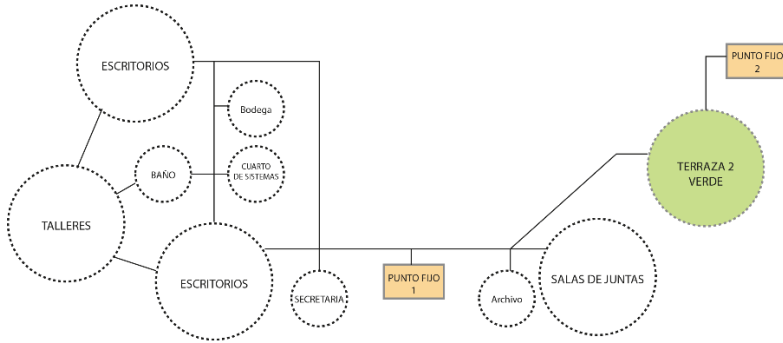 ESCRITORIOS
PUNTO FIJO
2
Bodega
BAÑO
CUARTO
DE SISTEMAS
TERRAZA 2
VERDE
TALLERES
ESCRITORIOS
SECRETARIA
PUNTO FIJO
1
Archivo
SALAS DE JUNTAS